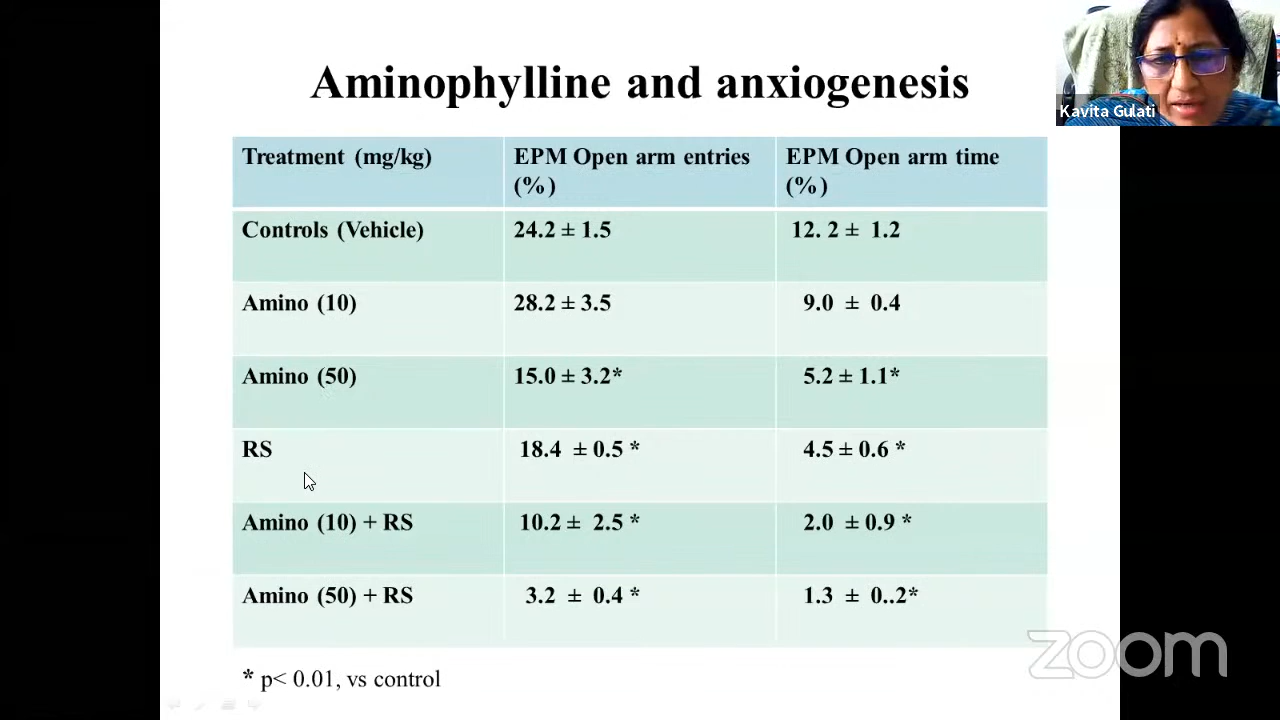 Aminophylline and anxiogenesis
Kavita Gulati
Treatment (mg/kg) EPM Open arm entries (%) EPM Open arm time (%)
Controls (Vehicle) 24.2 ± 1.5 12. 2 ± 1.2
Amino (10) 28.2 ± 3.5 9.0 ± 0.4
Amino (50) 15.0 ± 3.2* 5.2 ± 1.1*
RS 18.4 ± 0.5 * 4.5 ± 0.6 *
Amino (10) + RS 10.2 ± 2.5 * 2.0 ± 0.9 *
Amino (50) + RS 3.2 ± 0.4 * 1.3 ± 0..2*
* p< 0.01, vs control
zoom